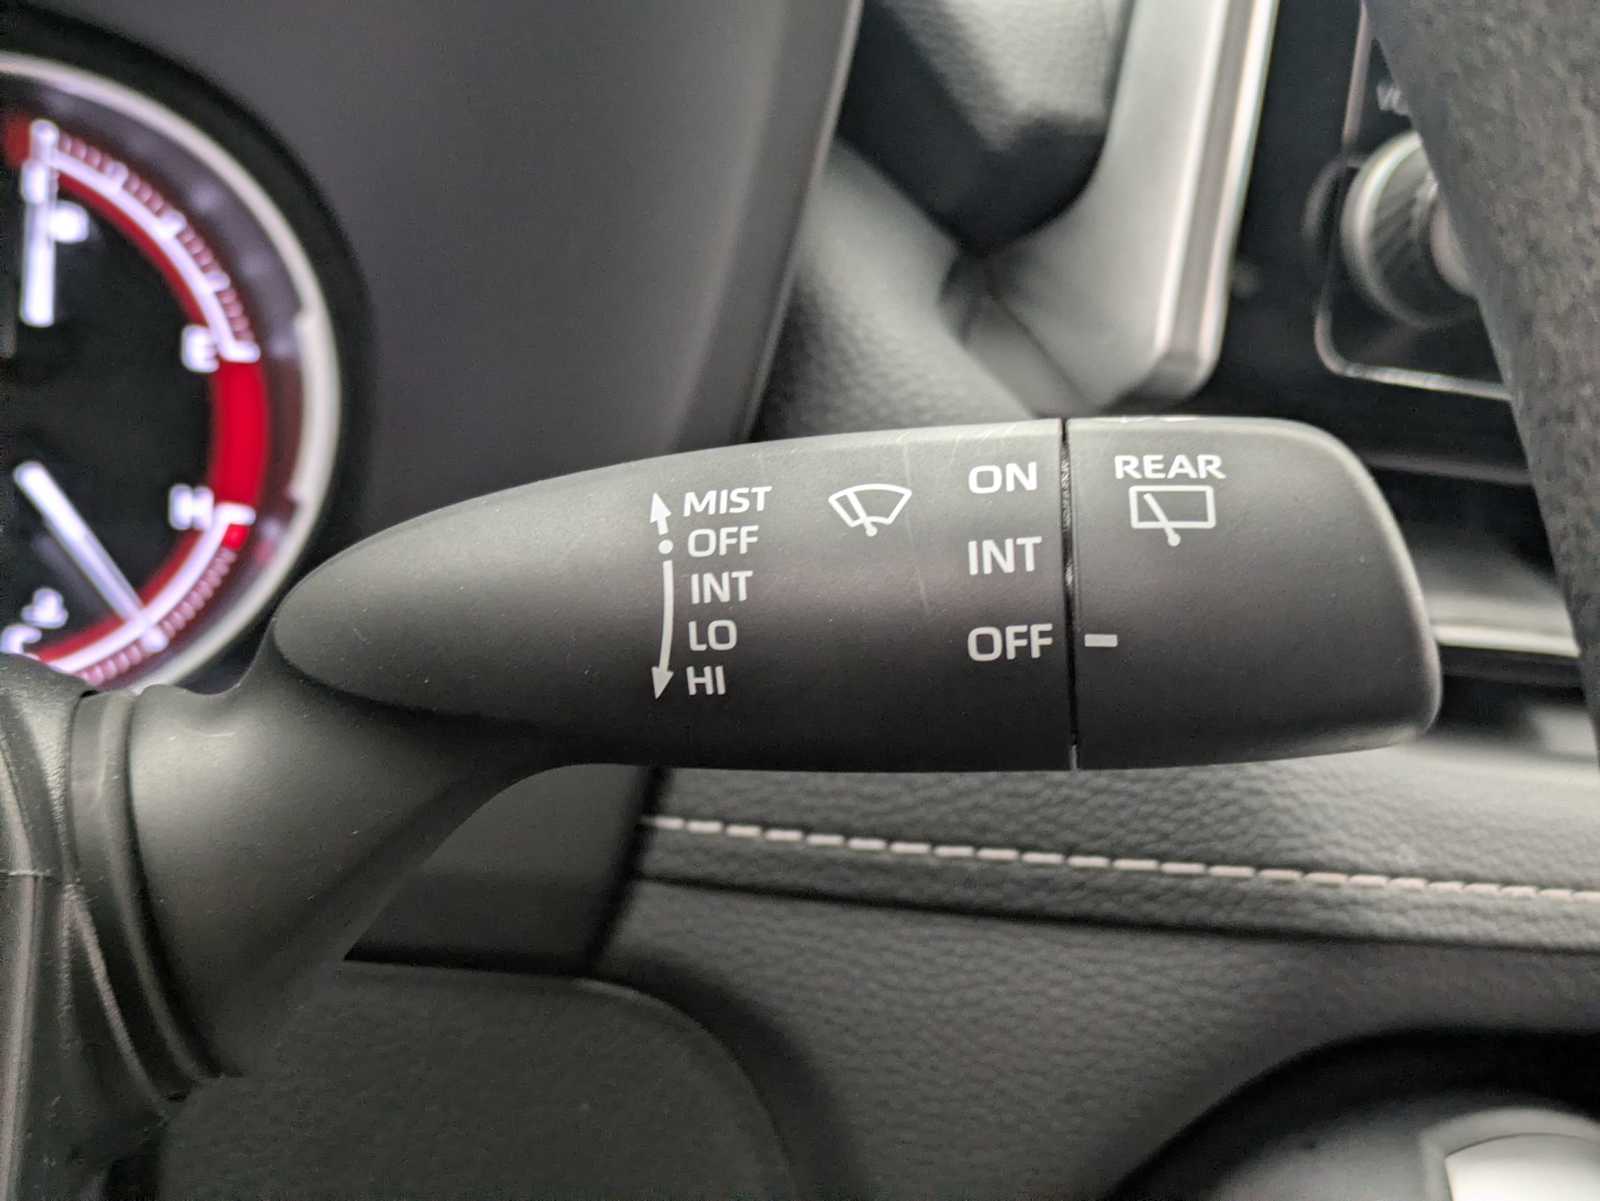 E
H
MIST
OFF
INT
LO
HI
ON
INT
OFF
REAR